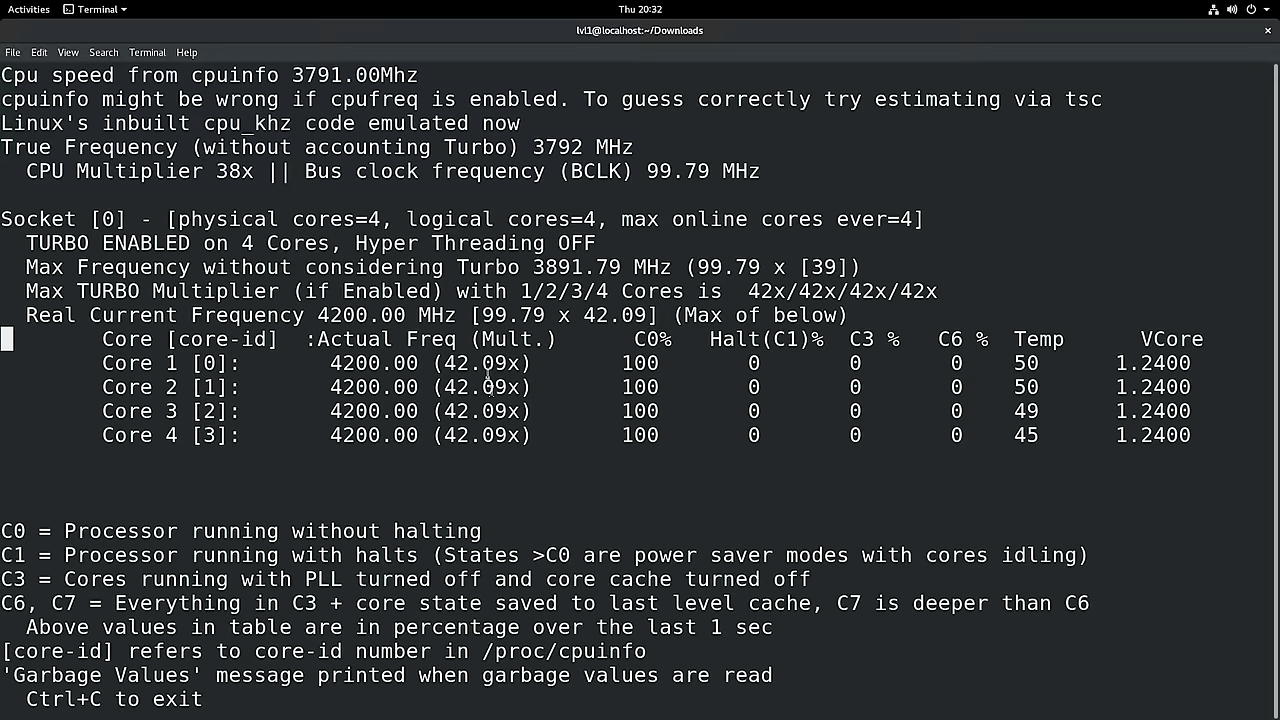 Activities Terminal Thu 20:32
lvl1@localhost:~/Downloads ×
File Edit View Search Terminal Help
Cpu speed from cpuinfo 3791.00Mhz
cpuinfo might be wrong if cpufreq is enabled. To guess correctly try estimating via tsc
Linux's inbuilt cpu_khz code emulated now
True Frequency (without accounting Turbo) 3792 MHz
CPU Multiplier 38x || Bus clock frequency (BCLK) 99.79 MHz
Socket [0] - [physical cores=4, logical cores=4, max online cores ever=4]
TURBO ENABLED on 4 Cores, Hyper Threading OFF
Max Frequency without considering Turbo 3891.79 MHz (99.79 x [39])
Max TURBO Multiplier (if Enabled) with 1/2/3/4 Cores is 42x/42x/42x/42x
Real Current Frequency 4200.00 MHz [99.79 x 42.09] (Max of below)
Core [core-id] :Actual Freq (Mult.) C0% Halt(C1)% C3 % C6 % Temp VCore
Core 1 [0]: 4200.00 (42.09x) 100 0 0 0 50 1.2400
Core 2 [1]: 4200.00 (42.09x) 100 0 0 0 50 1.2400
Core 3 [2]: 4200.00 (42.09x) 100 0 0 0 49 1.2400
Core 4 [3]: 4200.00 (42.09x) 100 0 0 0 45 1.2400
C0 = Processor running without halting
C1 = Processor running with halts (States >C0 are power saver modes with cores idling)
C3 = Cores running with PLL turned off and core cache turned off
C6, C7 = Everything in C3 + core state saved to last level cache, C7 is deeper than C6
Above values in table are in percentage over the last 1 sec
[core-id] refers to core-id number in /proc/cpuinfo
'Garbage Values' message printed when garbage values are read
Ctrl+C to exit